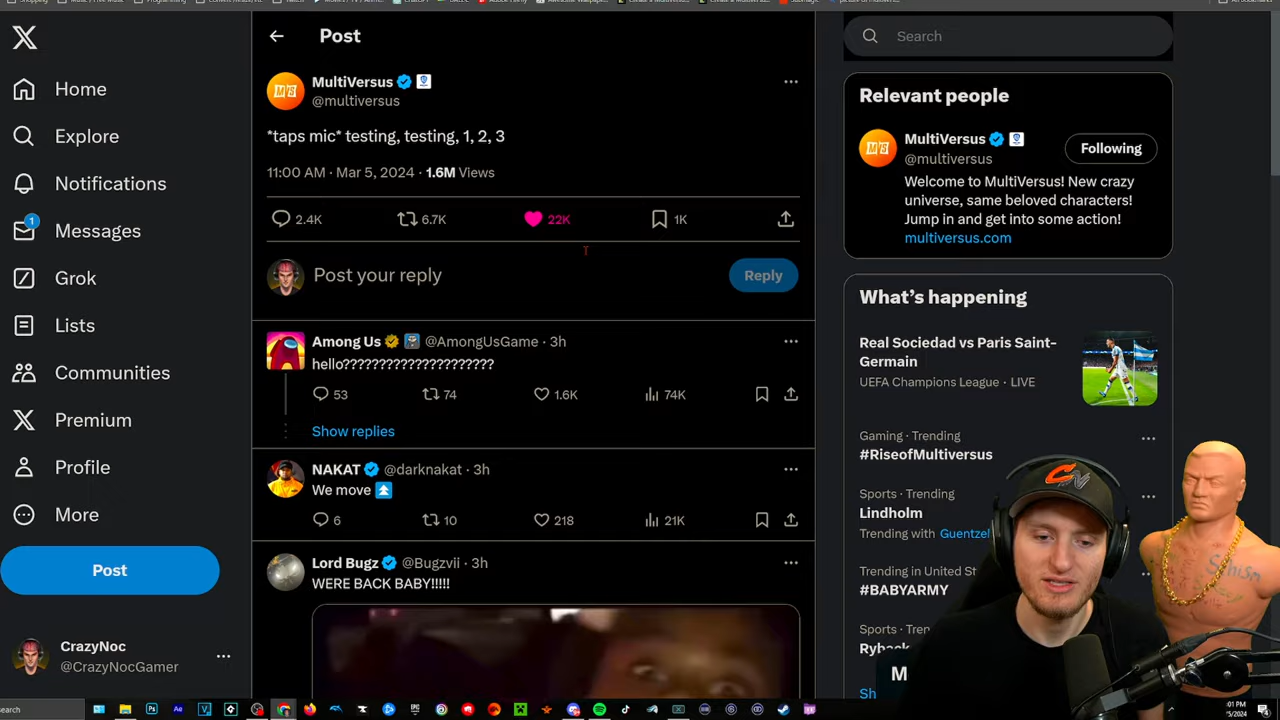 Post
Search
MultiVersus
@multiversus
*taps mic* testing, testing, 1, 2, 3
11:00 AM · Mar 5, 2024 · 1.6M Views
2.4K
6.7K
22K
1K
Post your reply
Reply
Among Us @AmongUsGame · 3h
hello?????????????????????
53
74
1.6K
74K
Show replies
NAKAT @darknakat · 3h
We move
6
10
218
21K
Lord Bugz @Bugzvii · 3h
WERE BACK BABY!!!!!
X
Home
Explore
Notifications
1
Messages
Grok
Lists
Communities
Premium
Profile
More
Post
CrazyNoc
@CrazyNocGamer
Relevant people
MultiVersus
@multiversus
Following
Welcome to MultiVersus! New crazy
universe, same beloved characters!
Jump in and get into some action!
multiversus.com
What's happening
Real Sociedad vs Paris Saint-
Germain
UEFA Champions League · LIVE
Gaming · Trending
#RiseofMultiversus
Sports · Trending
Lindholm
Trending with Guentzel
Trending in United St
#BABYARMY
Sports ·
M
search